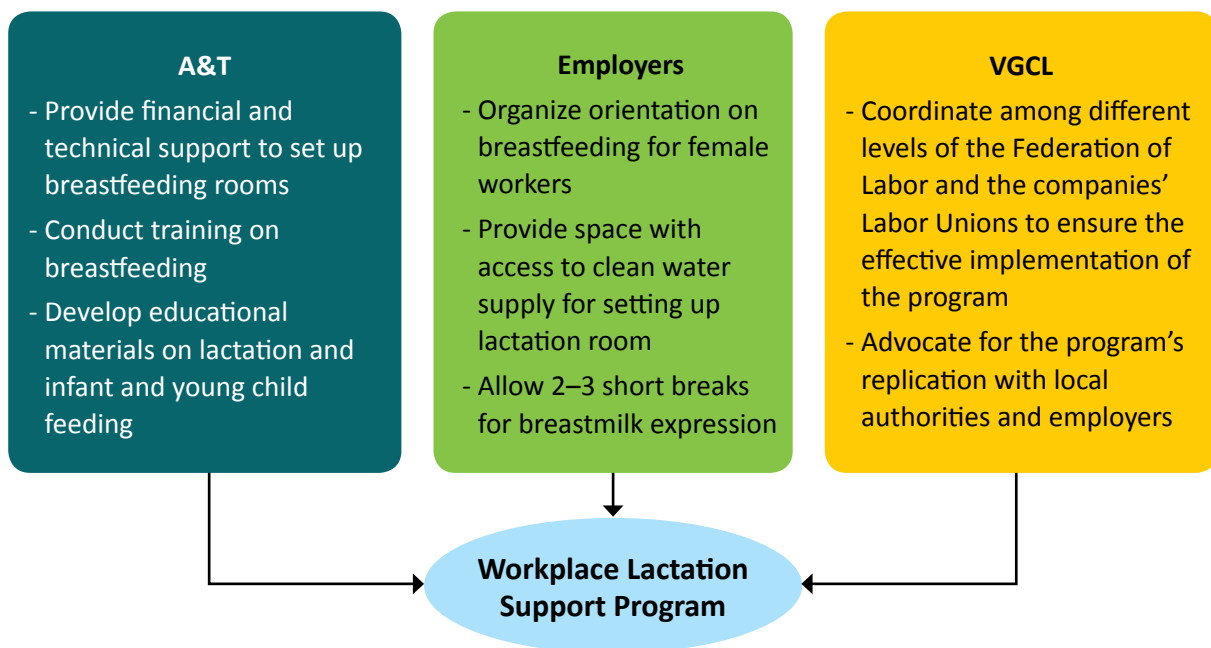 A&T
- Provide financial and
technical support to set up
breastfeeding rooms
- Conduct training on
breastfeeding
- Develop educational
materials on lactation and
infant and young child
feeding
Employers
- Organize orientation on
breastfeeding for female
workers
- Provide space with
access to clean water
supply for setting up
lactation room
- Allow 2–3 short breaks
for breastmilk expression
VGCL
- Coordinate among different
levels of the Federation of
Labor and the companies’
Labor Unions to ensure the
effective implementation of
the program
- Advocate for the program’s
replication with local
authorities and employers
Workplace Lactation
Support Program